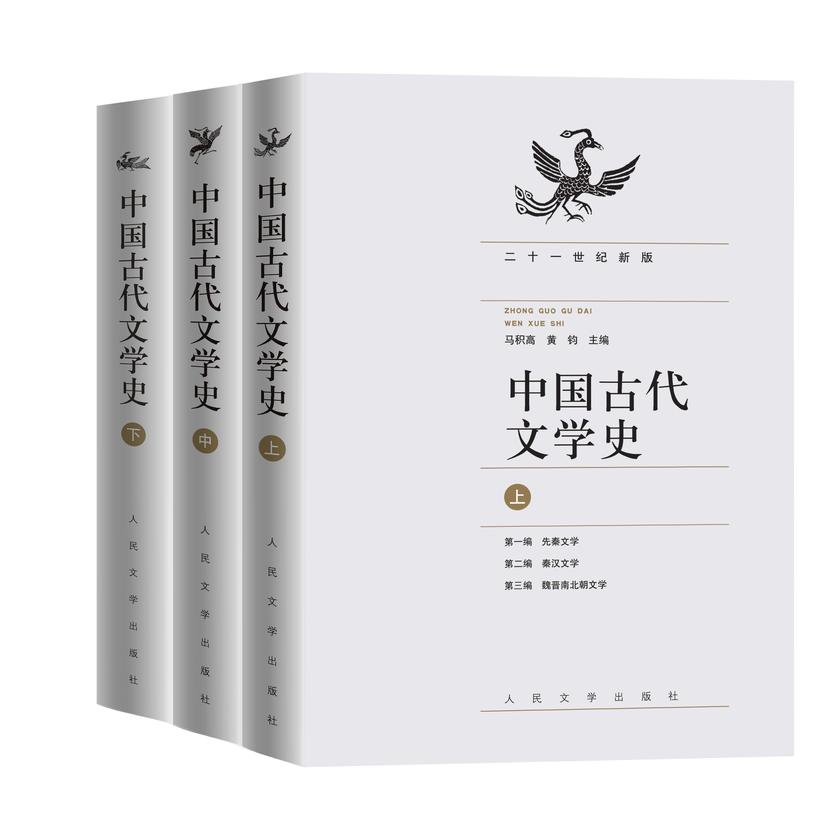 中国古代文学史
下
人民文学出版社
中国古代文学史
中
人民文学出版社
中国古代文学史
上
人民文学出版社
二十一世纪新版
ZHONG GUO GU DAI
WEN XUE SHI
马积高 黄 钧 主编
中国古代
文学史
上
第一编 先秦文学
第二编 秦汉文学
第三编 魏晋南北朝文学
人民文学出版社